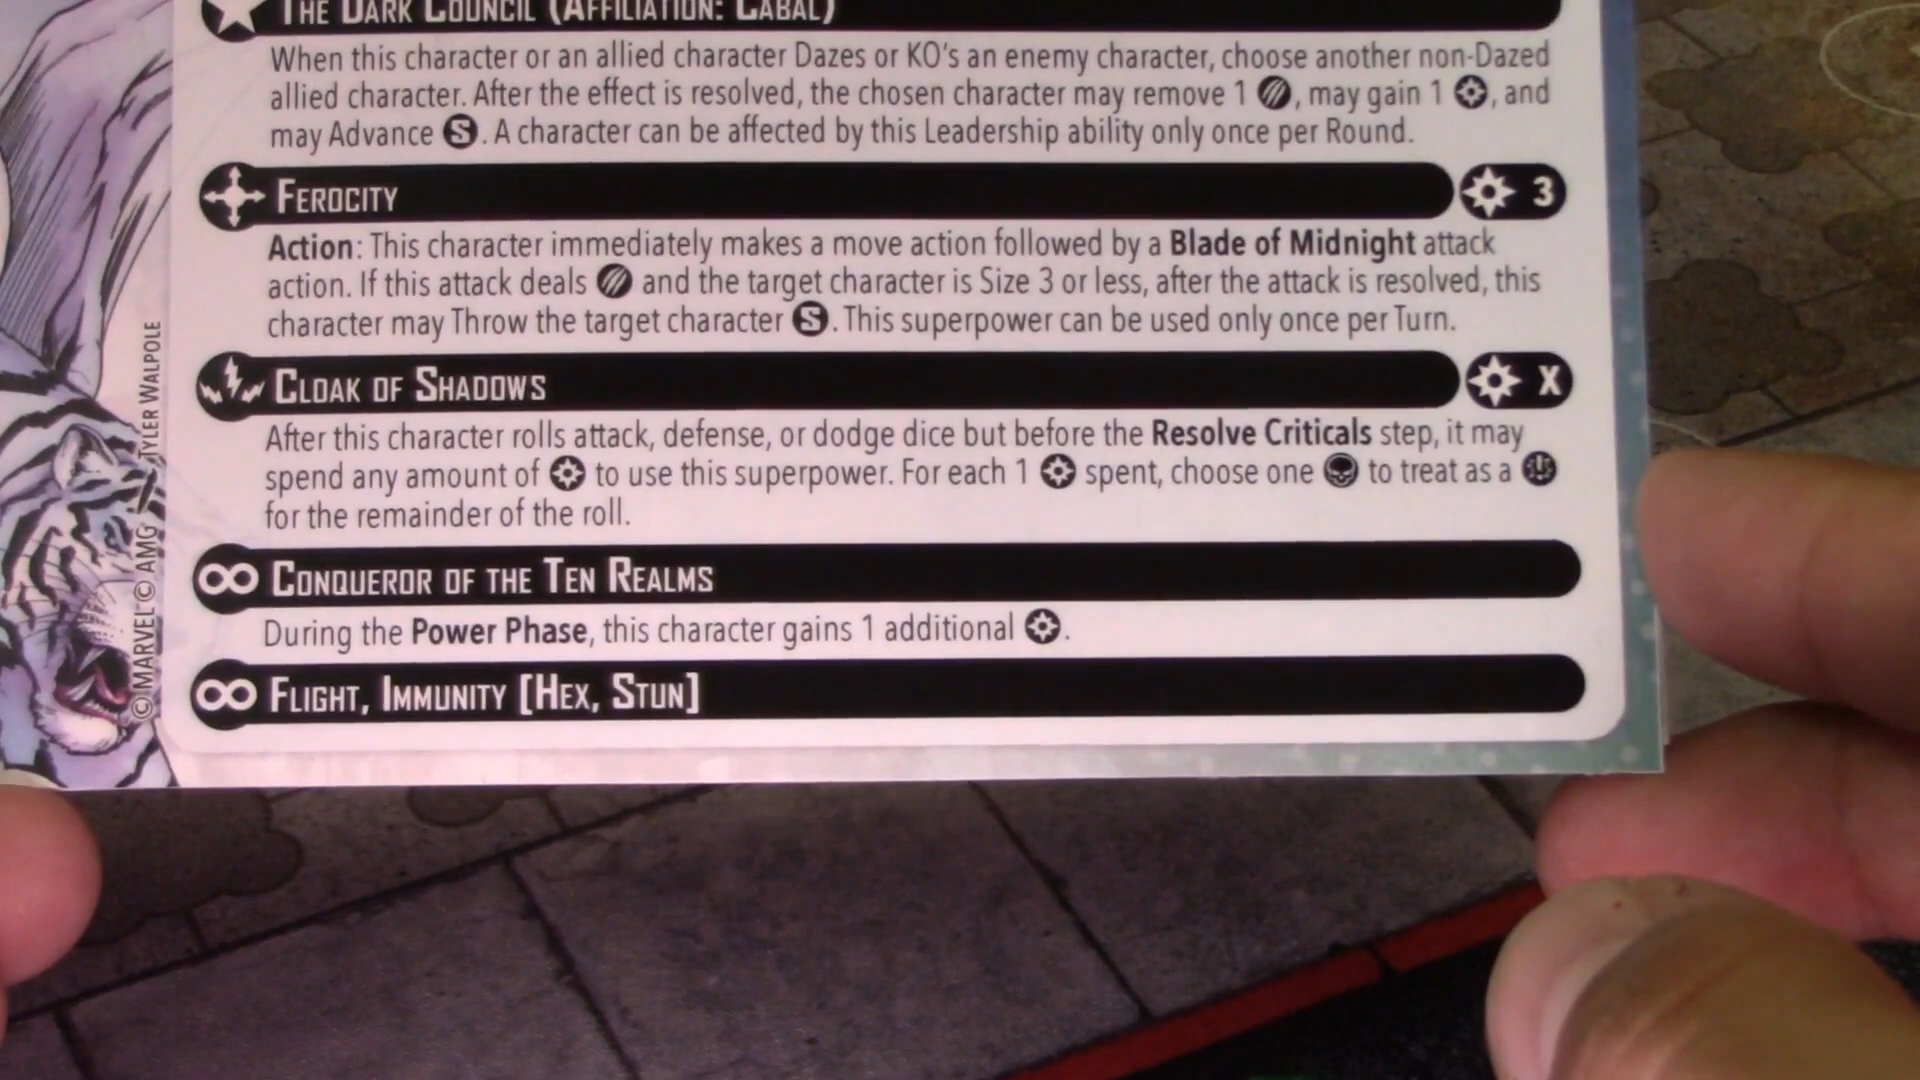 THE DARK COUNCIL (AFFILIATION: CABAL)
When this character or an allied character Dazes or KO's an enemy character, choose another non-Dazed
allied character. After the effect is resolved, the chosen character may remove 1 , may gain 1 , and
may Advance S. A character can be affected by this Leadership ability only once per Round.
FEROCITY 3
Action: This character immediately makes a move action followed by a Blade of Midnight attack
action. If this attack deals and the target character is Size 3 or less, after the attack is resolved, this
character may Throw the target character S. This superpower can be used only once per Turn.
CLOAK OF SHADOWS X
After this character rolls attack, defense, or dodge dice but before the Resolve Criticals step, it may
spend any amount of to use this superpower. For each 1 spent, choose one to treat as a !
for the remainder of the roll.
CONQUEROR OF THE TEN REALMS
During the Power Phase, this character gains 1 additional .
FLIGHT, IMMUNITY [HEX, STUN]
© MARVEL © AMG TYLER WALPOLE